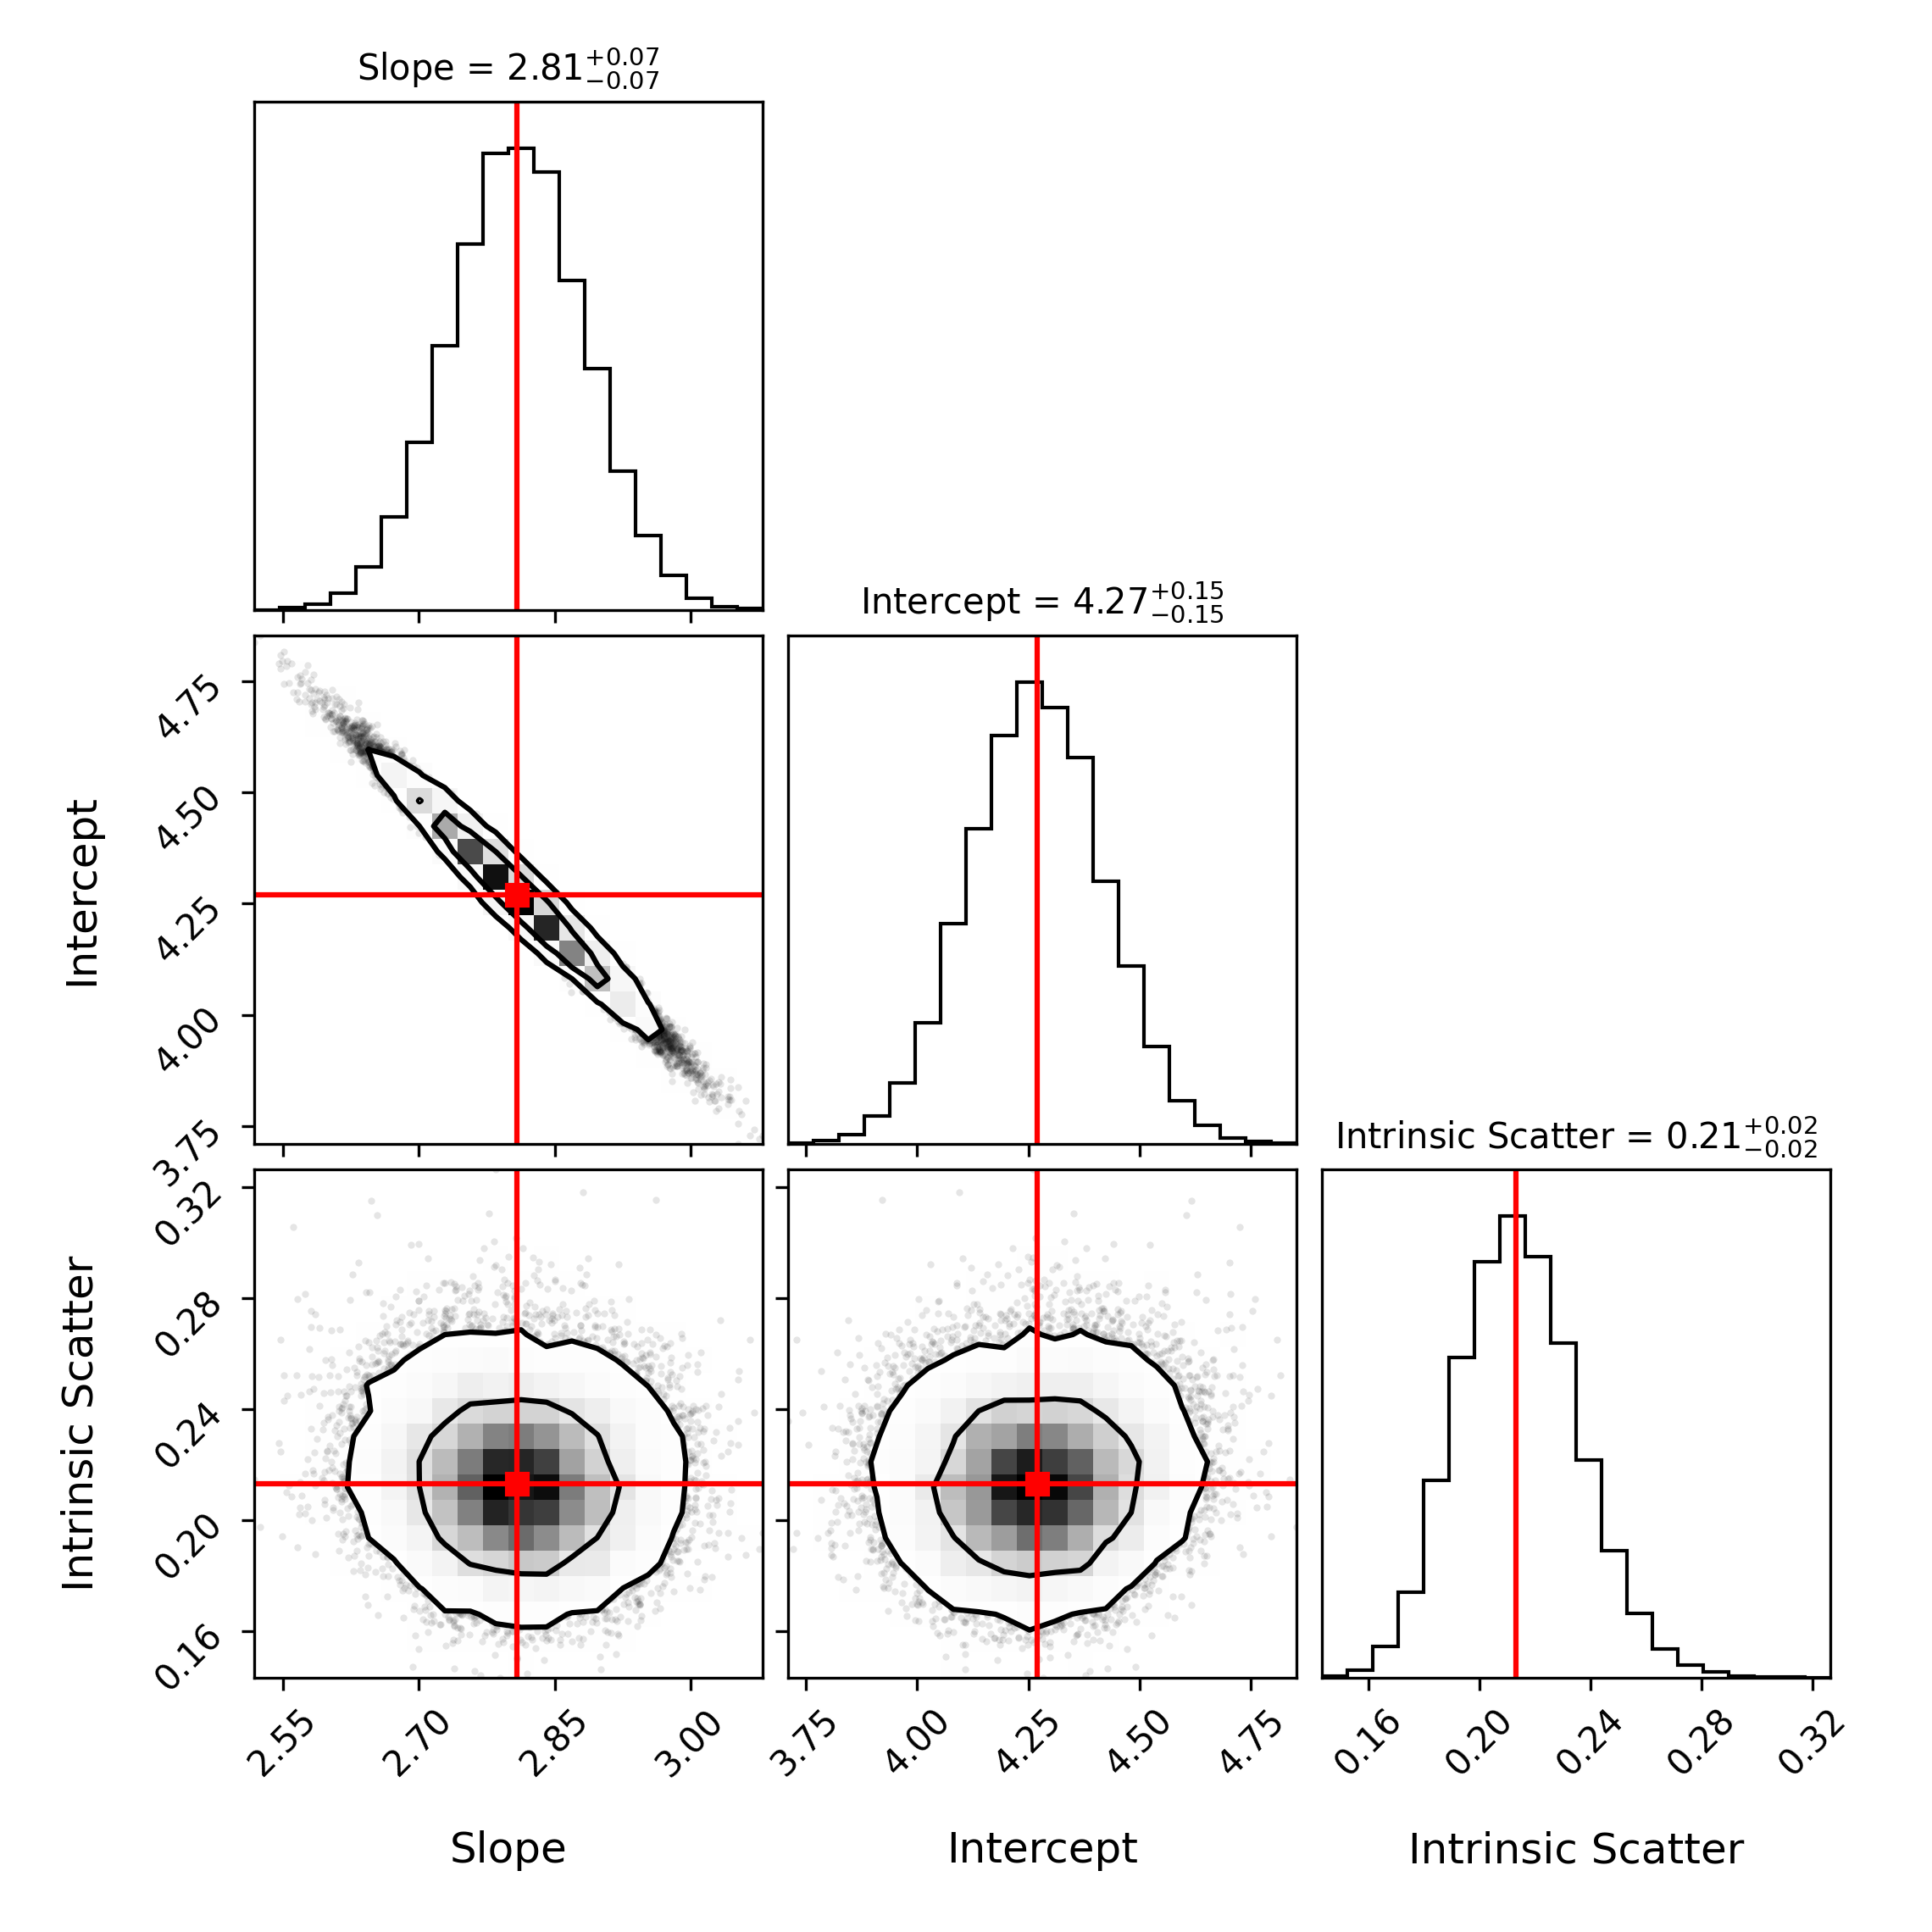 Slope = 2.81+0.07 −0.07
Intercept = 4.27+0.15 −0.15
4.75
4.50
4.25
4.00
3.75
Intercept
Intrinsic Scatter = 0.21+0.02 −0.02
0.32
0.28
0.24
0.20
0.16
Intrinsic Scatter
2.55 2.70 2.85 3.00 3.75 4.00 4.25 4.50 4.75 0.16 0.20 0.24 0.28 0.32
Slope Intercept Intrinsic Scatter